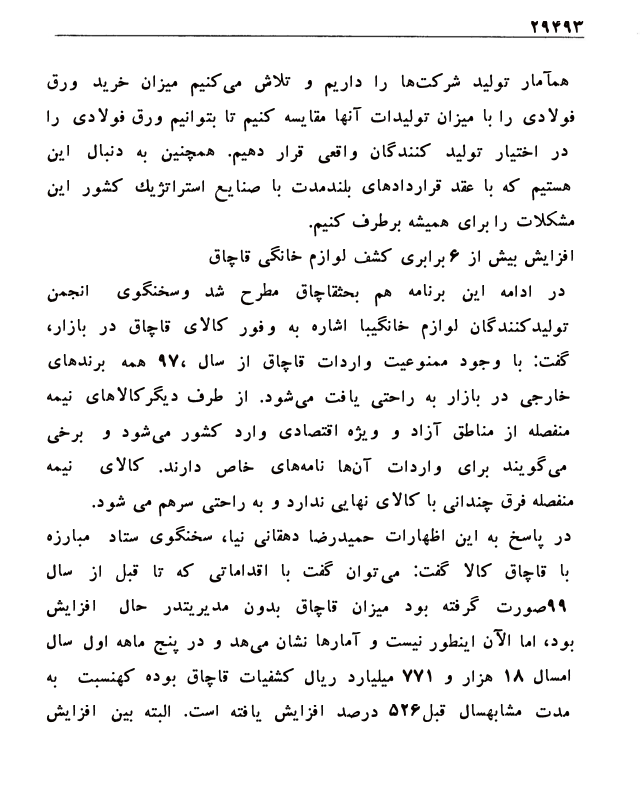 ۲۹۴۹۳
همآمار تولید شرکت‌ها را داریم و تلاش می‌کنیم میزان خرید ورق
فولادی را با میزان تولیدات آنها مقایسه کنیم تا بتوانیم ورق فولادی را
در اختیار تولید کنندگان واقعی قرار دهیم. همچنین به دنبال این
هستیم که با عقد قراردادهای بلندمدت با صنایع استراتژیك کشور این
مشکلات را برای همیشه برطرف کنیم.
افزایش بیش از ۶ برابری کشف لوازم خانگی قاچاق
در ادامه این برنامه هم بحثقاچاق مطرح شد وسخنگوی انجمن
تولیدکنندگان لوازم خانگیبا اشاره به وفور کالای قاچاق در بازار،
گفت: با وجود ممنوعیت واردات قاچاق از سال ۹۷، همه برندهای
خارجی در بازار به راحتی یافت می‌شود. از طرف دیگرکالاهای نیمه
منفصله از مناطق آزاد و ویژه اقتصادی وارد کشور می‌شود و برخی
می‌گویند برای واردات آن‌ها نامه‌های خاص دارند. کالای نیمه
منفصله فرق چندانی با کالای نهایی ندارد و به راحتی سرهم می شود.
در پاسخ به این اظهارات حمیدرضا دهقانی نیا، سخنگوی ستاد مبارزه
با قاچاق کالا گفت: می‌توان گفت با اقداماتی که تا قبل از سال
۹۹صورت گرفته بود میزان قاچاق بدون مدیریتدر حال افزایش
بود، اما الآن اینطور نیست و آمارها نشان می‌هد و در پنج ماهه اول سال
امسال ۱۸ هزار و ۷۷۱ میلیارد ریال کشفیات قاچاق بوده کهنسبت به
مدت مشابهسال قبل۵۲۶ درصد افزایش یافته است. البته بین افزایش